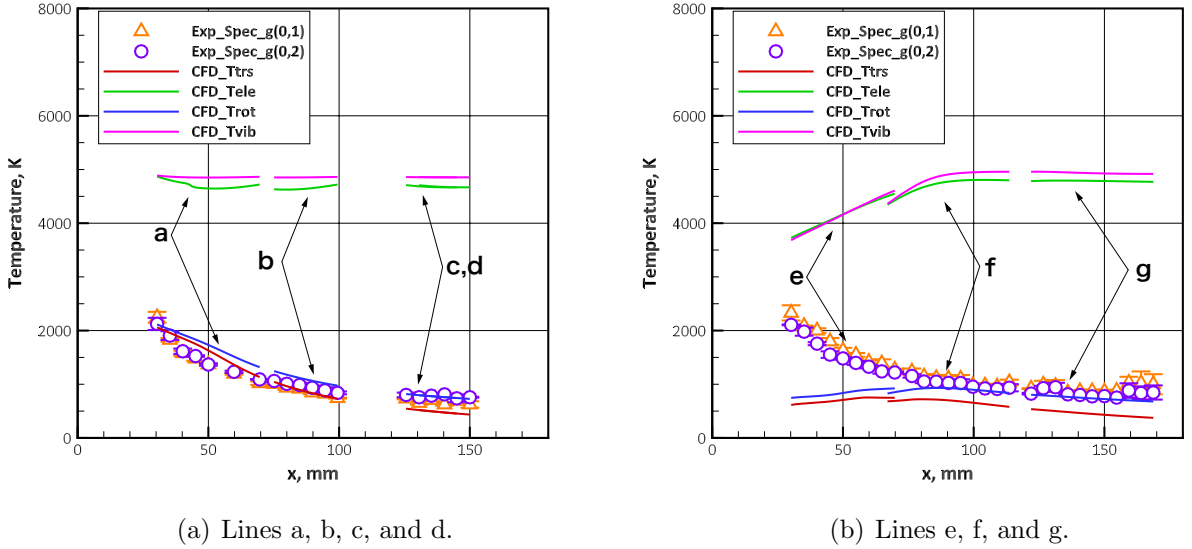 8000
6000
4000
2000
0
Temperature, K
Exp_Spec_g(0,1)
Exp_Spec_g(0,2)
CFD_Ttrs
CFD_Tele
CFD_Trot
CFD_Tvib
a
b
c,d
0
50
100
150
x, mm
(a) Lines a, b, c, and d.
8000
6000
4000
2000
0
Temperature, K
Exp_Spec_g(0,1)
Exp_Spec_g(0,2)
CFD_Ttrs
CFD_Tele
CFD_Trot
CFD_Tvib
e
f
g
0
50
100
150
x, mm
(b) Lines e, f, and g.